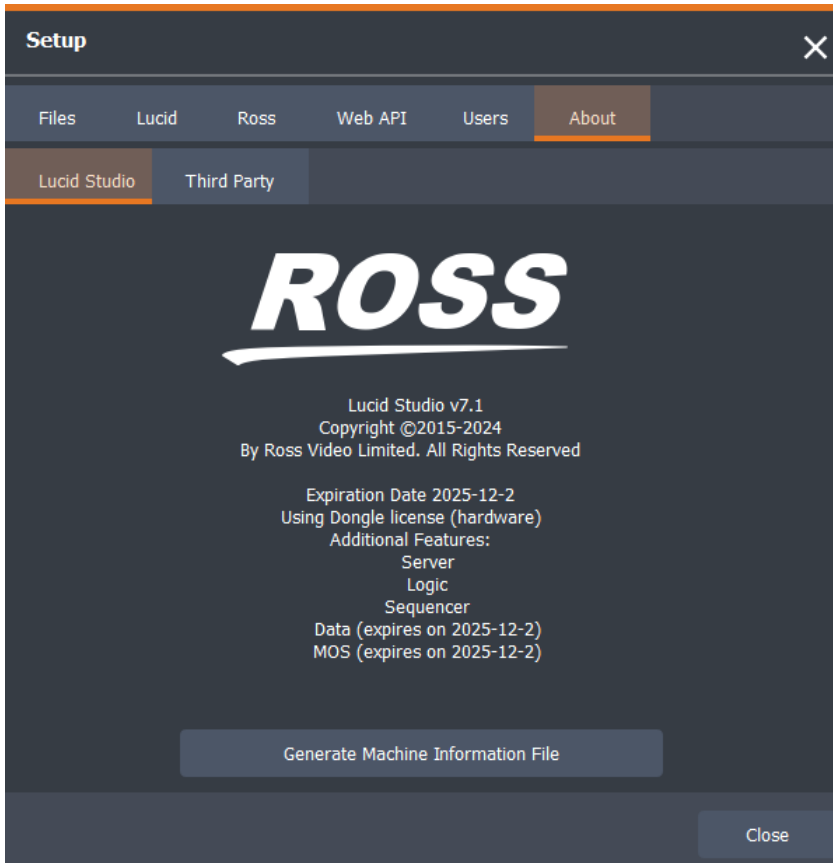 Setup
Files Lucid Ross Web API Users About
Lucid Studio Third Party
ROSS
Lucid Studio v7.1
Copyright ©2015-2024
By Ross Video Limited. All Rights Reserved
Expiration Date 2025-12-2
Using Dongle license (hardware)
Additional Features:
Server
Logic
Sequencer
Data (expires on 2025-12-2)
MOS (expires on 2025-12-2)
Generate Machine Information File
Close